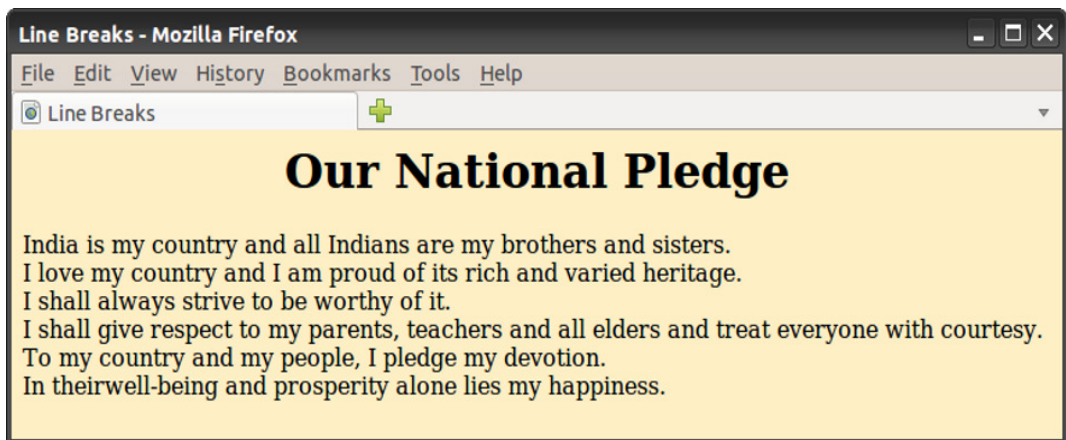 Line Breaks - Mozilla Firefox
File Edit View History Bookmarks Tools Help
Line Breaks
Our National Pledge
India is my country and all Indians are my brothers and sisters.
I love my country and I am proud of its rich and varied heritage.
I shall always strive to be worthy of it.
I shall give respect to my parents, teachers and all elders and treat everyone with courtesy.
To my country and my people, I pledge my devotion.
In theirwell-being and prosperity alone lies my happiness.